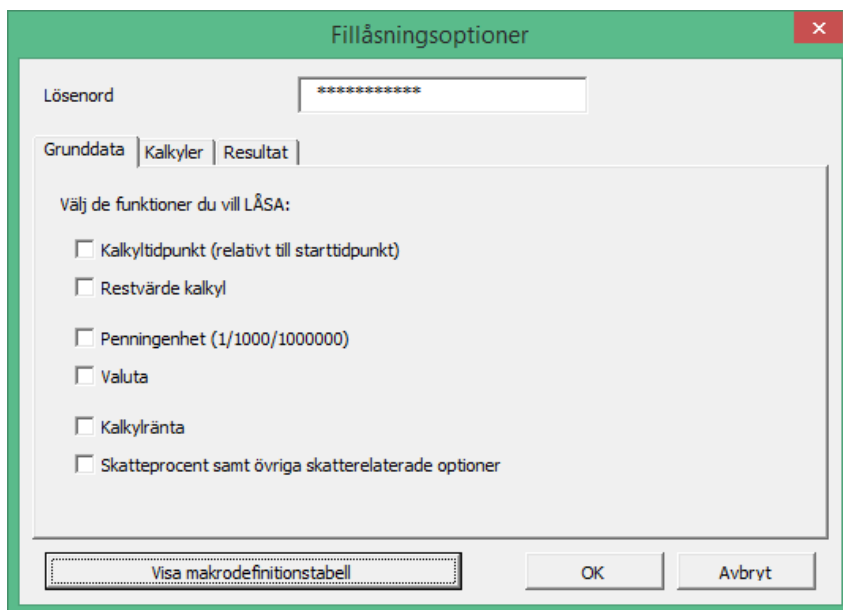 Fillåsningsoptioner
Lösenord ***********
Grunddata Kalkyler Resultat
Välj de funktioner du vill LÅSA:
Kalkyltidpunkt (relativt till starttidpunkt)
Restvärde kalkyl
Penningenhet (1/1000/1000000)
Valuta
Kalkylränta
Skatteprocent samt övriga skatterelaterade optioner
Visa makrodefinitionstabell OK Avbryt